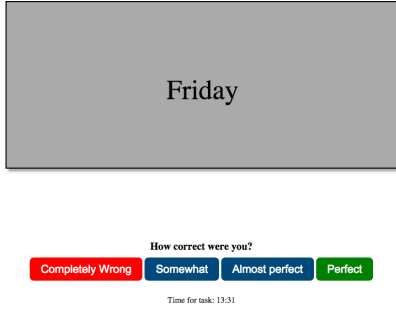 Friday
How correct were you?
Completely Wrong Somewhat Almost perfect Perfect
Time for task: 13:31